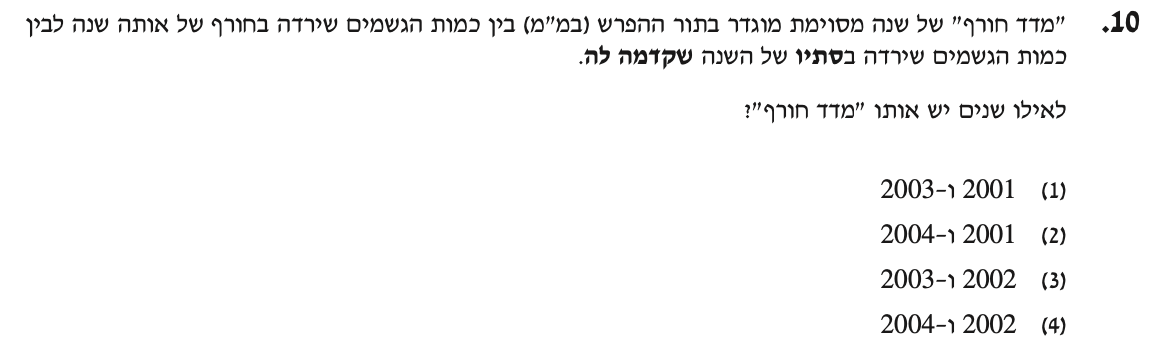 10. "מדד חורף" של שנה מסוימת מוגדר בתור ההפרש (במ"מ) בין כמות הגשמים שירדה בחורף של אותה שנה לבין
כמות הגשמים שירדה בסתיו של השנה שקדמה לה.
לאילו שנים יש אותו "מדד חורף"?
(1) 2001 ו-2003
(2) 2001 ו-2004
(3) 2002 ו-2003
(4) 2002 ו-2004